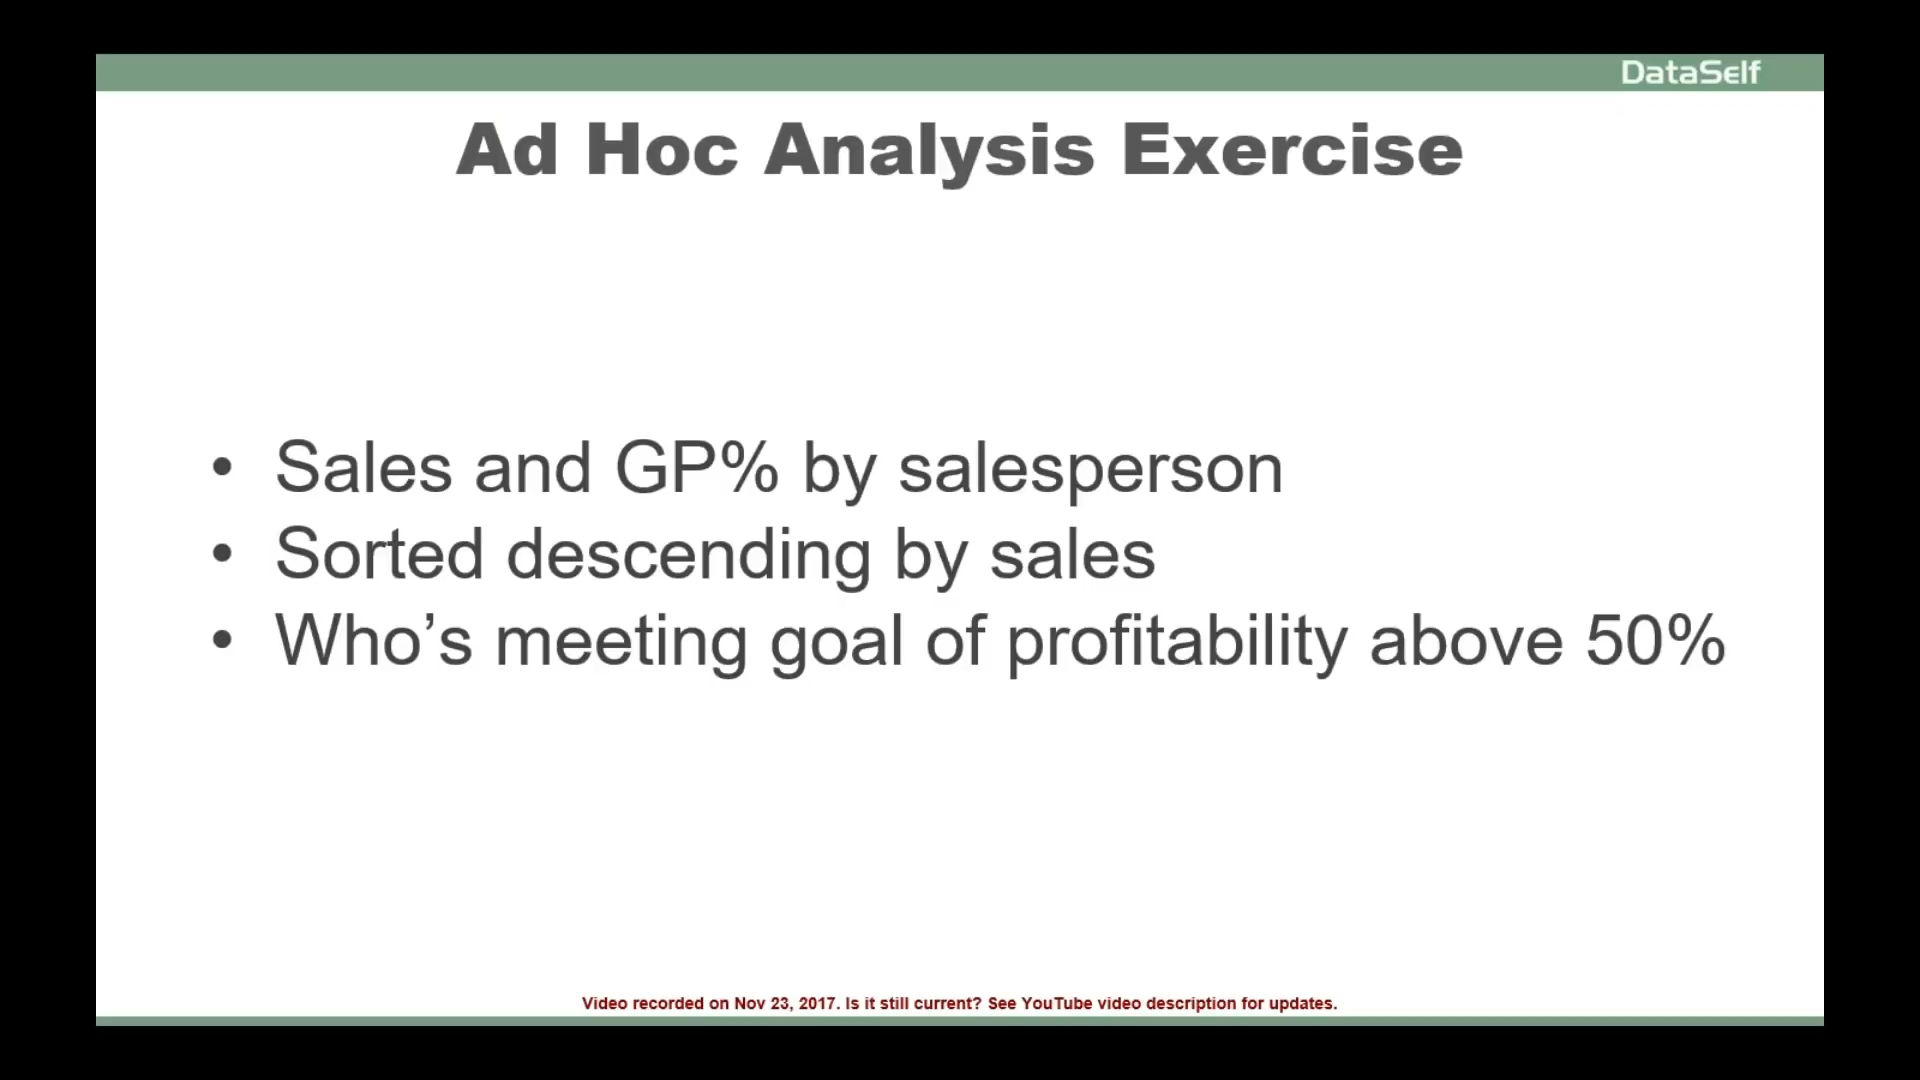 DataSelf
Ad Hoc Analysis Exercise
• Sales and GP% by salesperson
• Sorted descending by sales
• Who’s meeting goal of profitability above 50%
Video recorded on Nov 23, 2017. Is it still current? See YouTube video description for updates.